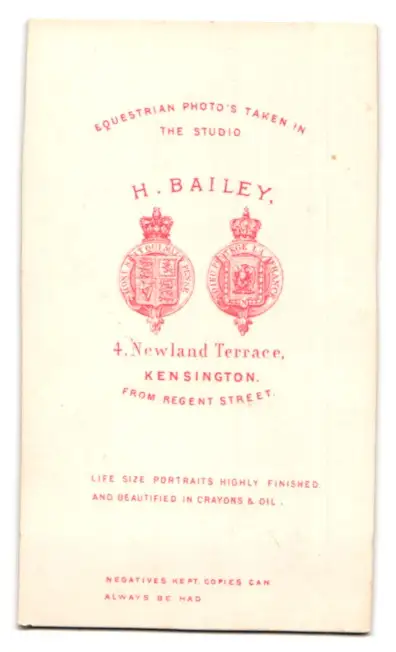 EQUESTRIAN PHOTO'S TAKEN IN
THE STUDIO
H. BAILEY,
4. Newland Terrace,
KENSINGTON.
FROM REGENT STREET.
LIFE SIZE PORTRAITS HIGHLY FINISHED
AND BEAUTIFIED IN CRAYONS & OIL.
NEGATIVES KEPT. COPIES CAN
ALWAYS BE HAD